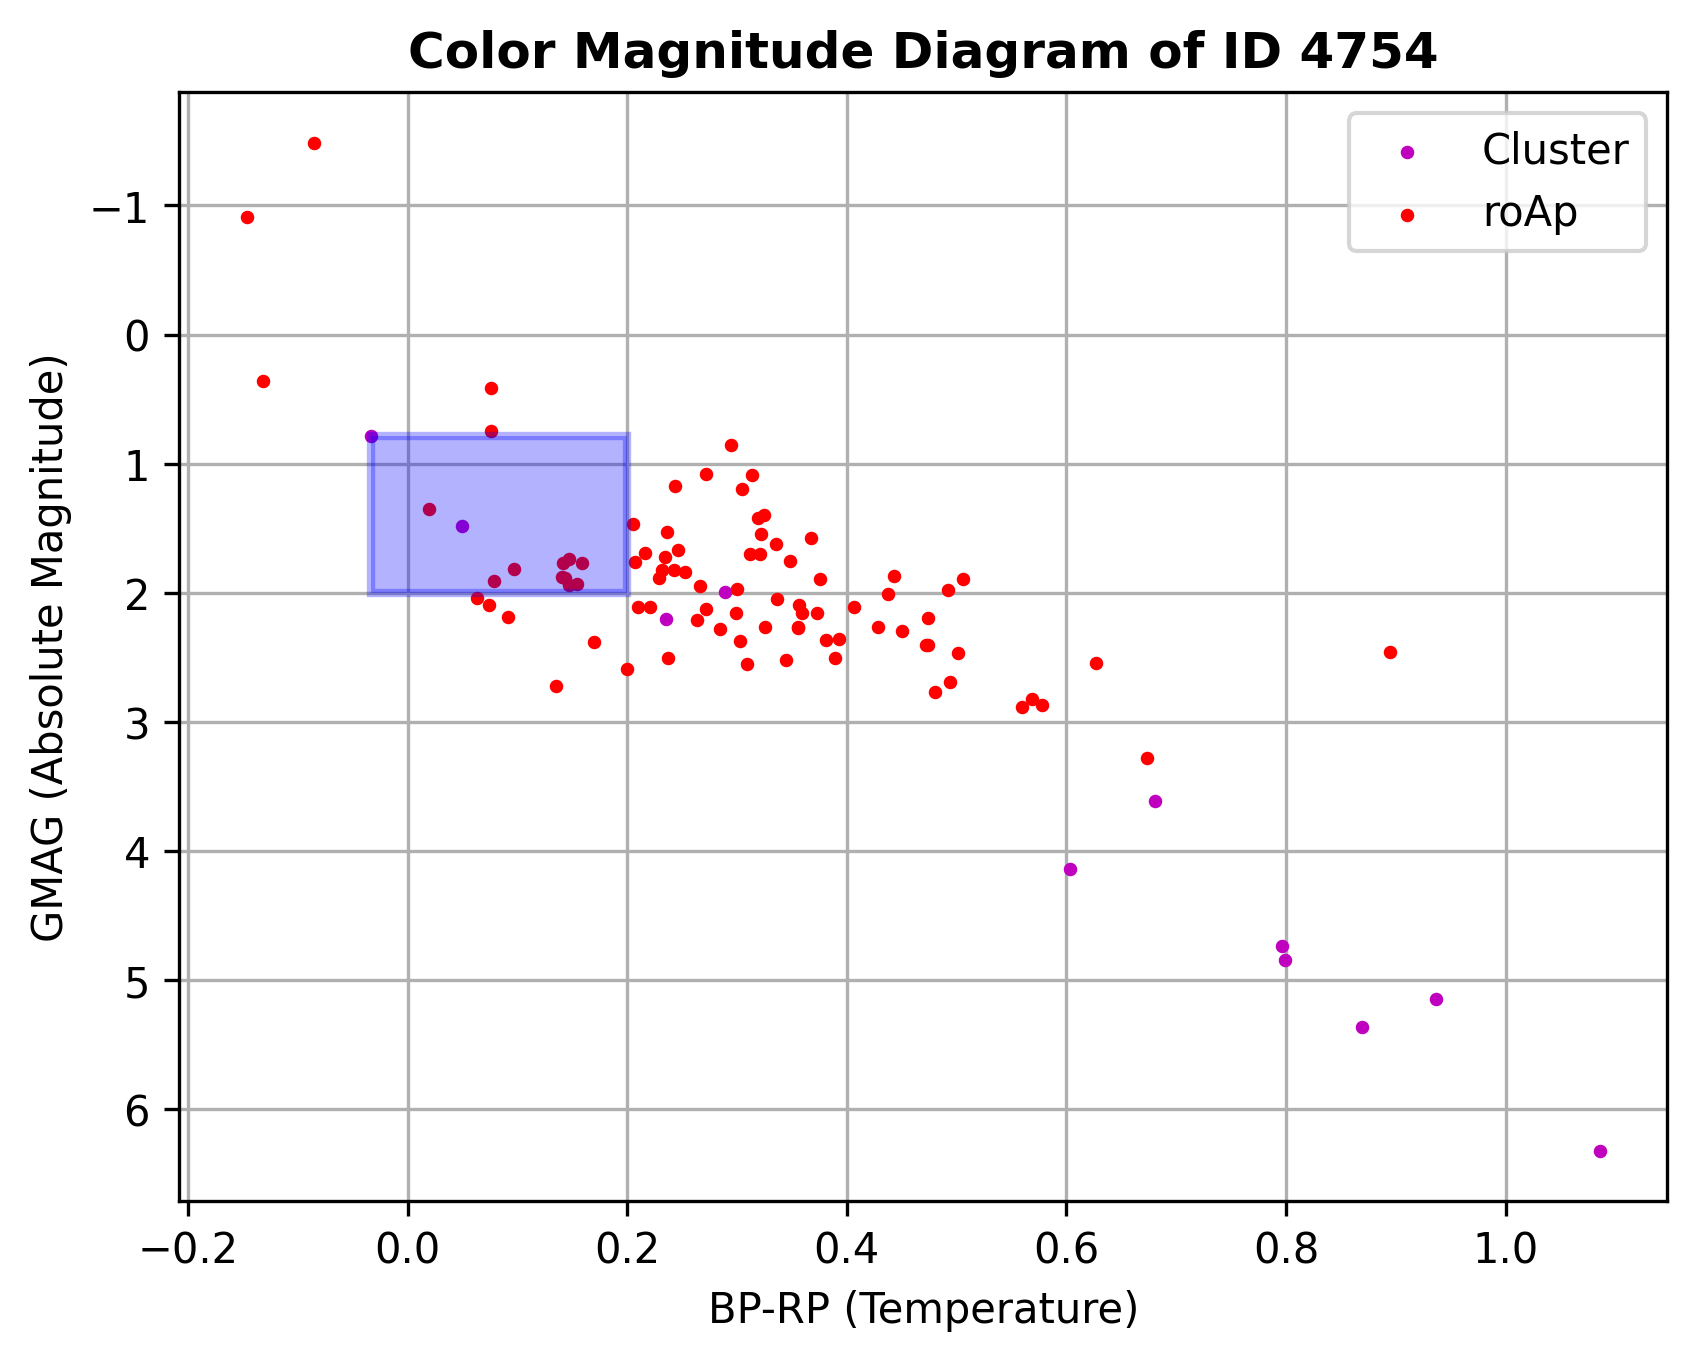 Color Magnitude Diagram of ID 4754
Cluster
roAp
GMAG (Absolute Magnitude)
−1
0
1
2
3
4
5
6
−0.2 0.0 0.2 0.4 0.6 0.8 1.0
BP-RP (Temperature)